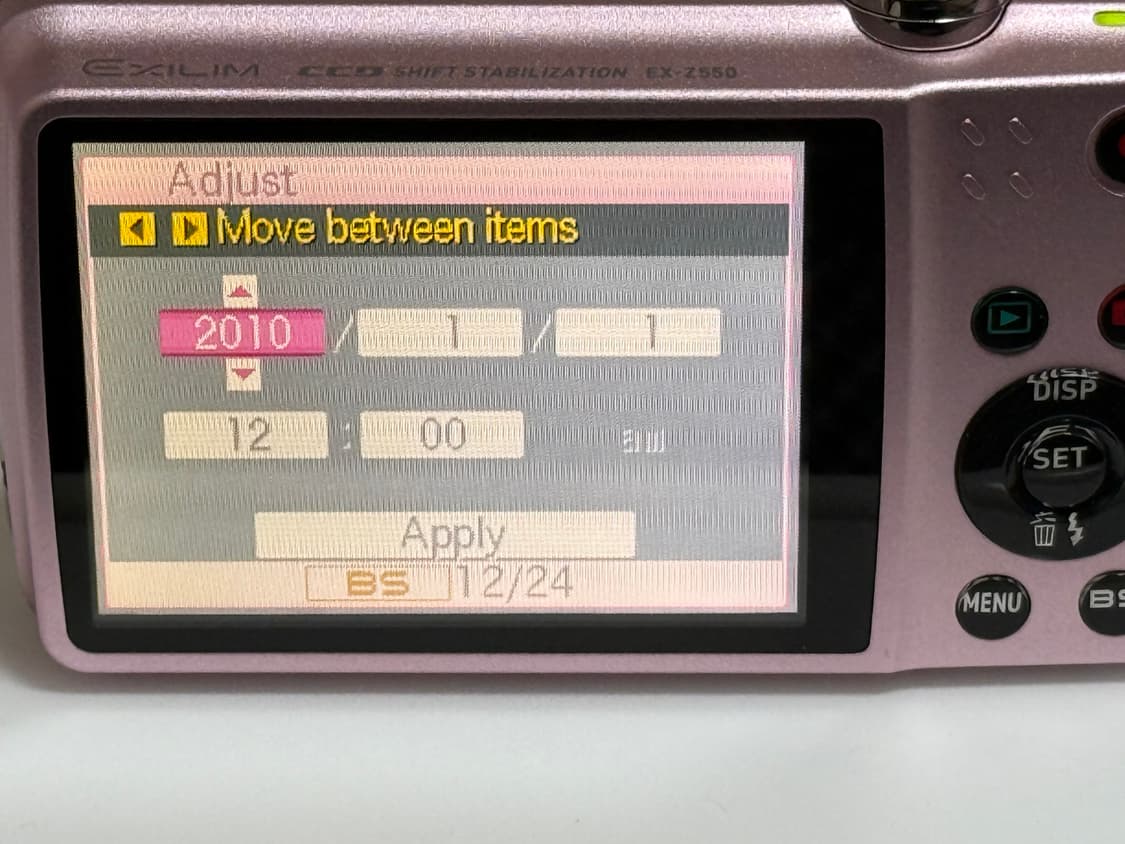 EXILIM CCD SHIFT STABILIZATION EX-Z550
Adjust
Move between items
2010 / 1 / 1
12 : 00 am
Apply
BS 12/24
DISP
SET
MENU
BS